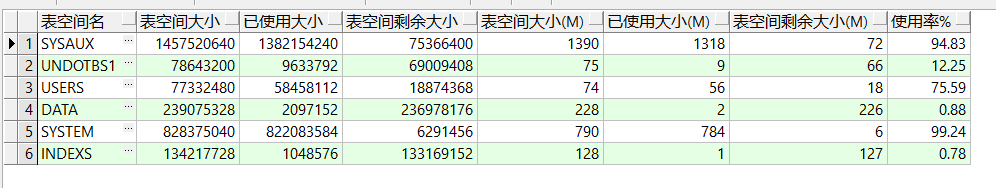 表空间名 表空间大小 已使用大小 表空间剩余大小 表空间大小(M) 已使用大小(M) 表空间剩余大小(M) 使用率%
1 SYSAUX ... 1457520640 1382154240 75366400 1390 1318 72 94.83
2 UNDOTBS1 ... 78643200 9633792 69009408 75 9 66 12.25
3 USERS ... 77332480 58458112 18874368 74 56 18 75.59
4 DATA ... 239075328 2097152 236978176 228 2 226 0.88
5 SYSTEM ... 828375040 822083584 6291456 790 784 6 99.24
6 INDEXS ... 134217728 1048576 133169152 128 1 127 0.78